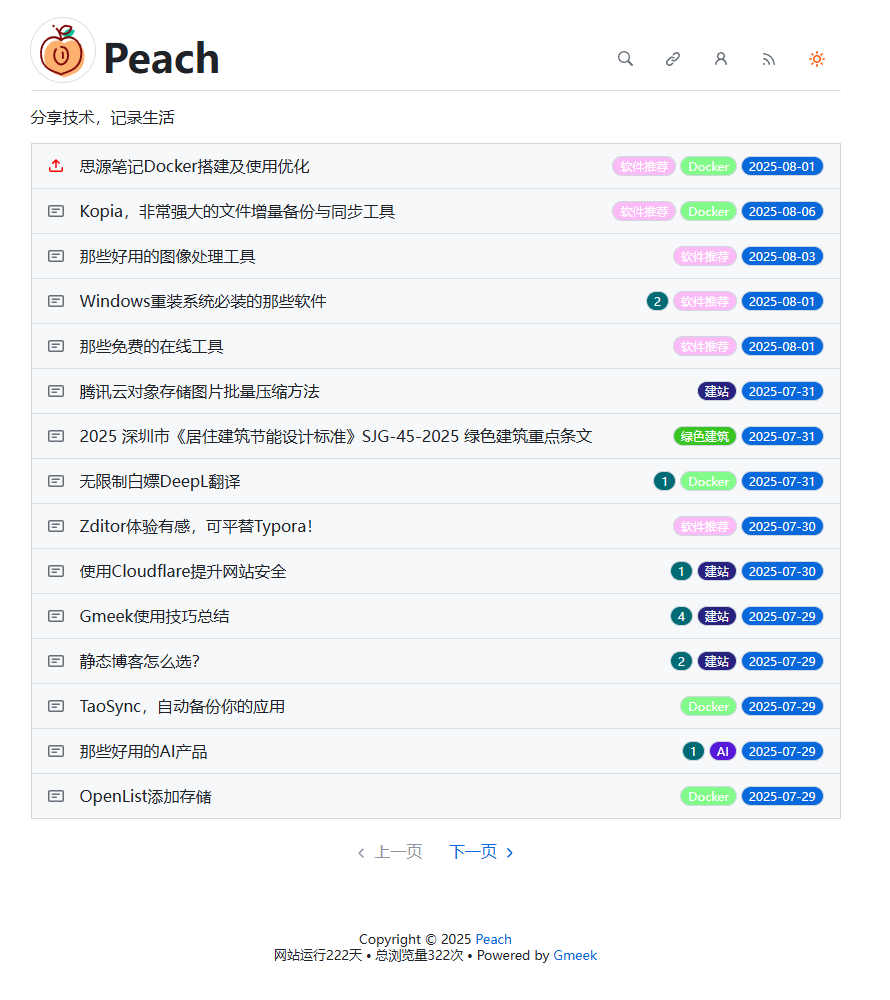 Peach
分享技术，记录生活
思源笔记Docker搭建及使用优化 软件推荐 Docker 2025-08-01
Kopia，非常强大的文件增量备份与同步工具 软件推荐 Docker 2025-08-06
那些好用的图像处理工具 软件推荐 2025-08-03
Windows重装系统必装的那些软件 2 软件推荐 2025-08-01
那些免费的在线工具 软件推荐 2025-08-01
腾讯云对象存储图片批量压缩方法 建站 2025-07-31
2025 深圳市《居住建筑节能设计标准》SJG-45-2025 绿色建筑重点条文 绿色建筑 2025-07-31
无限制白嫖DeepL翻译 1 Docker 2025-07-31
Zditor体验有感，可平替Typora！ 软件推荐 2025-07-30
使用Cloudflare提升网站安全 1 建站 2025-07-30
Gmeek使用技巧总结 4 建站 2025-07-29
静态博客怎么选？ 2 建站 2025-07-29
TaoSync，自动备份你的应用 Docker 2025-07-29
那些好用的AI产品 1 AI 2025-07-29
OpenList添加存储 Docker 2025-07-29
上一页 下一页
Copyright © 2025 Peach
网站运行222天 • 总浏览量322次 • Powered by Gmeek